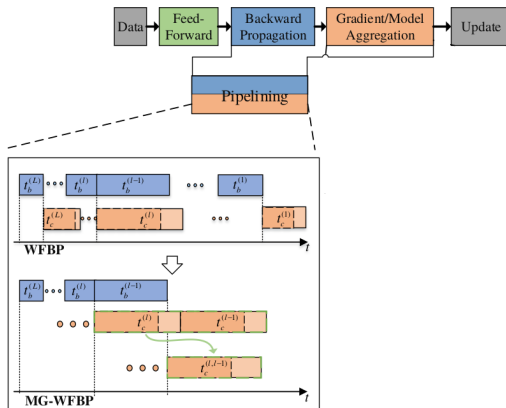 Data
Feed-Forward
Backward Propagation
Gradient/Model Aggregation
Update
Pipelining
t_b^{(L)} t_b^{(l)} t_b^{(l-1)} t_b^{(1)}
t_c^{(L)} t_c^{(l)} t_c^{(1)}
WFBP t
t_b^{(L)} t_b^{(l)} t_b^{(l-1)}
t_c^{(l)} t_c^{(l-1)}
t_c^{(l,l-1)}
MG-WFBP t